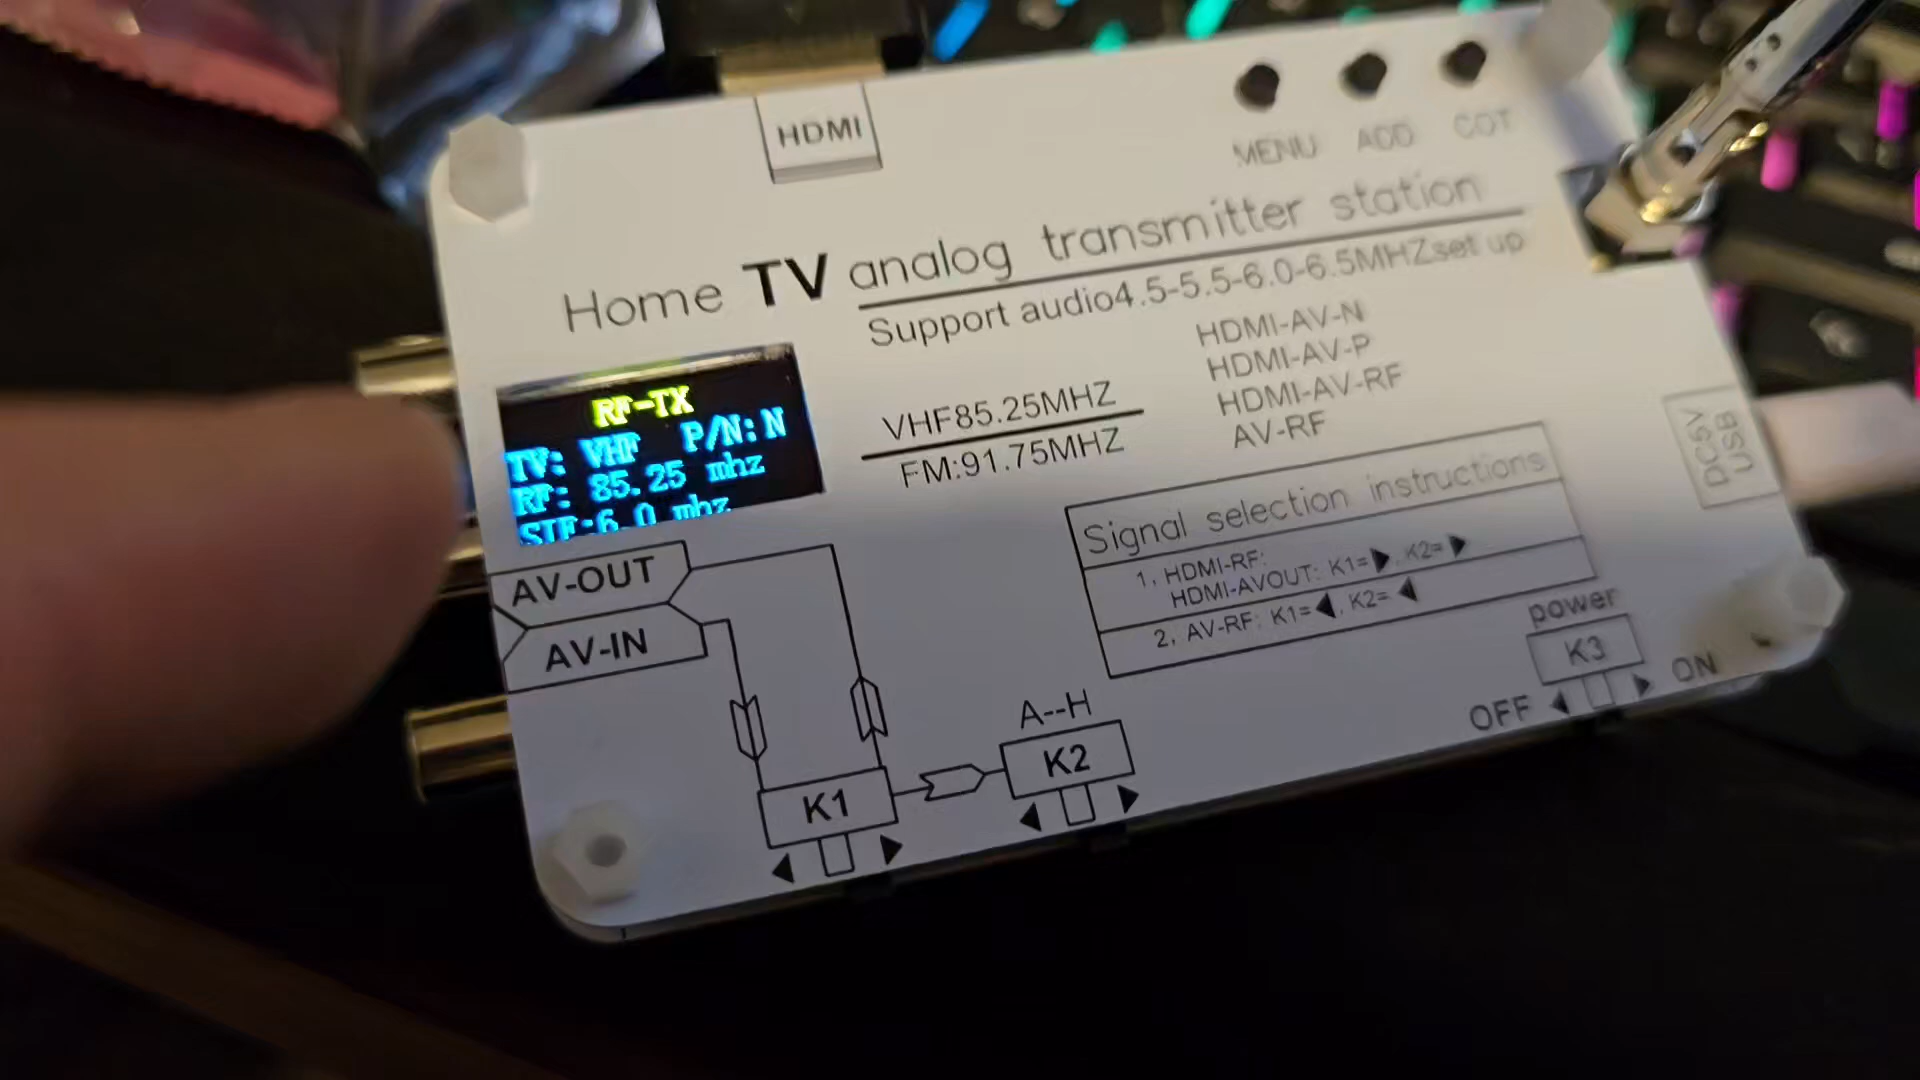 HDMI
MENU ADD COT
Home TV analog transmitter station
Support audio4.5-5.5-6.0-6.5MHZset up
RF-TX
TV: VHF P/N:N
RF: 85.25 mhz
SIF:6.0 mhz
VHF85.25MHZ
FM:91.75MHZ
HDMI-AV-N
HDMI-AV-P
HDMI-AV-RF
AV-RF
DC5V
USB
Signal selection instructions
1, HDMI-RF:
HDMI-AVOUT: K1=▶, K2=▶
2, AV-RF: K1=◀, K2=◀
AV-OUT
AV-IN
power
K3
OFF ◀ ▶ ON
A--H
K2
◀ ▶
K1
◀ ▶